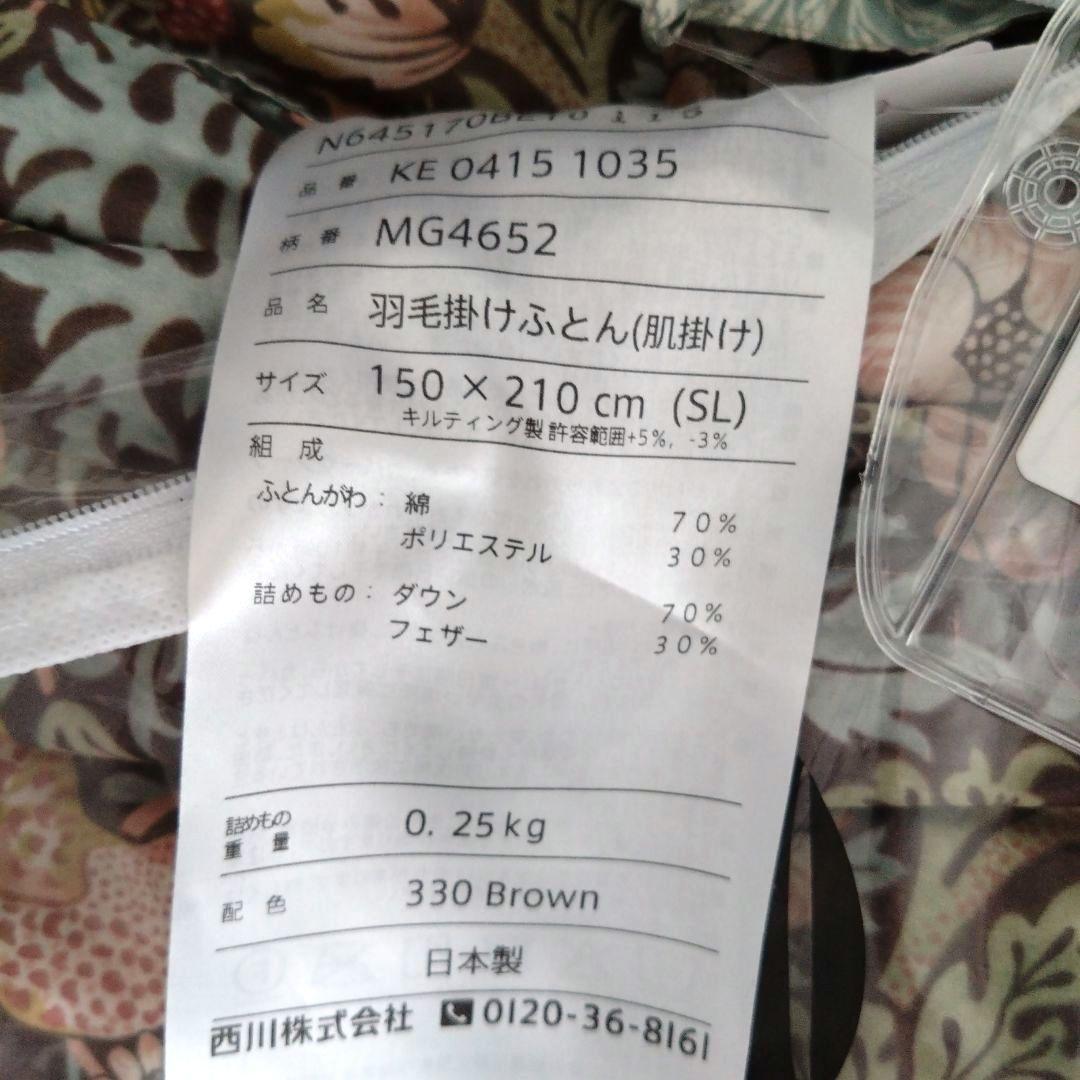 品番 KE 0415 1035
柄番 MG4652
品名 羽毛掛けふとん(肌掛け)
サイズ 150 × 210 cm (SL)
キルティング製 許容範囲+5%, -3%
組成
ふとんがわ: 綿 70%
ポリエステル 30%
詰めもの: ダウン 70%
フェザー 30%
詰めもの重量 0.25kg
配色 330 Brown
日本製
西川株式会社 0120-36-8161